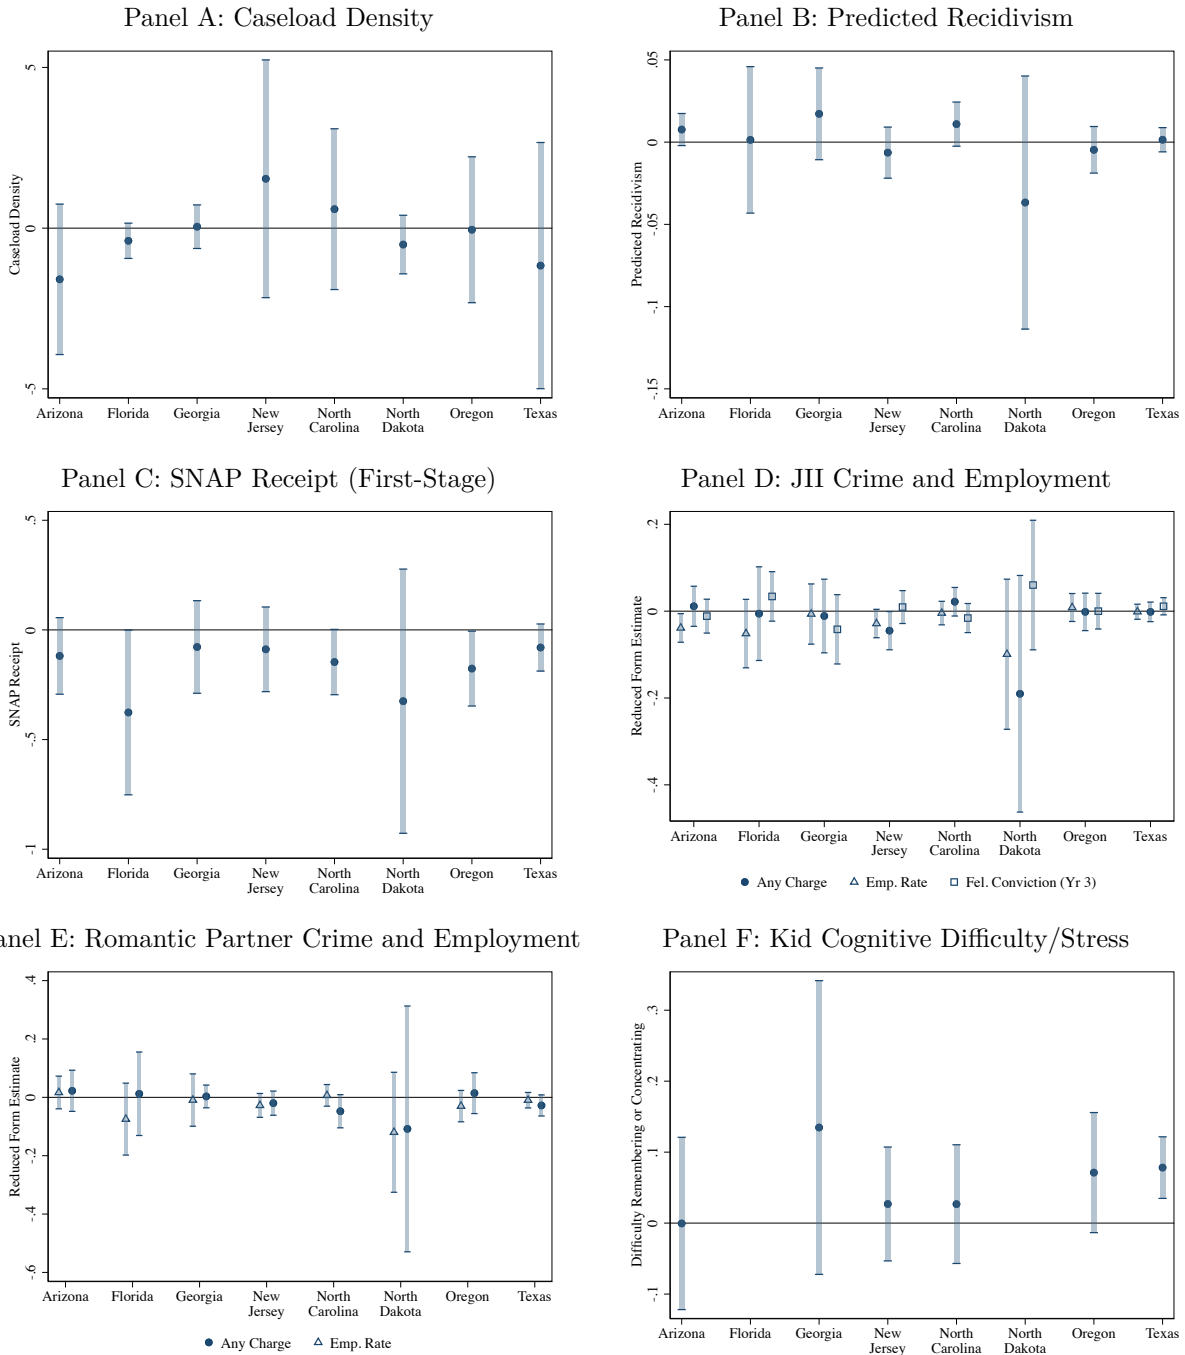 Panel A: Caseload Density
Caseload Density
5
0
-5
Arizona Florida Georgia New Jersey North Carolina North Dakota Oregon Texas
Panel B: Predicted Recidivism
Predicted Recidivism
.05
0
-.05
-.1
-.15
Arizona Florida Georgia New Jersey North Carolina North Dakota Oregon Texas
Panel C: SNAP Receipt (First-Stage)
SNAP Receipt
.5
0
-.5
-1
Arizona Florida Georgia New Jersey North Carolina North Dakota Oregon Texas
Panel D: JII Crime and Employment
Reduced Form Estimate
.2
0
-.2
-.4
Arizona Florida Georgia New Jersey North Carolina North Dakota Oregon Texas
Any Charge Emp. Rate Fel. Conviction (Yr 3)
anel E: Romantic Partner Crime and Employment
Reduced Form Estimate
.4
.2
0
-.2
-.4
-.6
Arizona Florida Georgia New Jersey North Carolina North Dakota Oregon Texas
Any Charge Emp. Rate
Panel F: Kid Cognitive Difficulty/Stress
Difficulty Remembering or Concentrating
.3
.2
.1
0
-.1
Arizona Florida Georgia New Jersey North Carolina North Dakota Oregon Texas